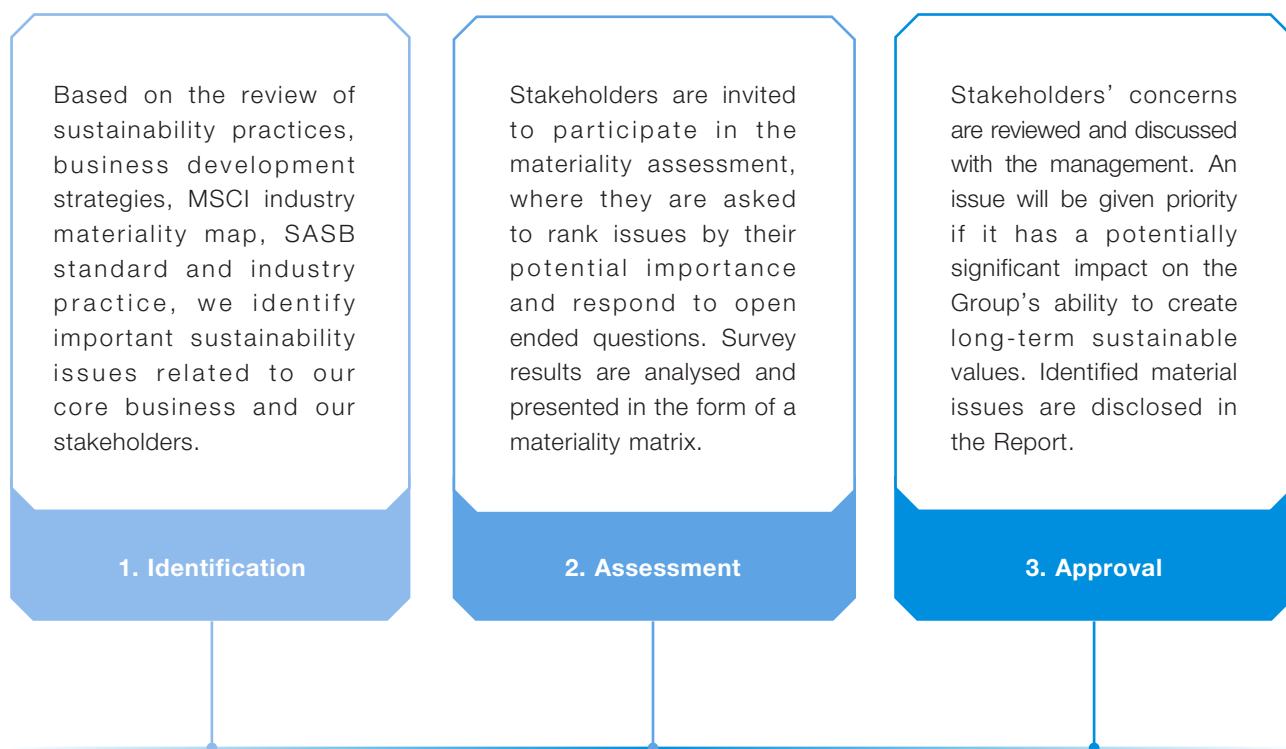 Based on the review of
sustainability practices,
business development
strategies, MSCI industry
materiality map, SASB
standard and industry
practice, we identify
important sustainability
issues related to our
core business and our
stakeholders.
1. Identification
Stakeholders are invited
to participate in the
materiality assessment,
where they are asked
to rank issues by their
potential importance
and respond to open
ended questions. Survey
results are analysed and
presented in the form of a
materiality matrix.
2. Assessment
Stakeholders’ concerns
are reviewed and discussed
with the management. An
issue will be given priority
if it has a potentially
significant impact on the
Group’s ability to create
long-term sustainable
values. Identified material
issues are disclosed in
the Report.
3. Approval